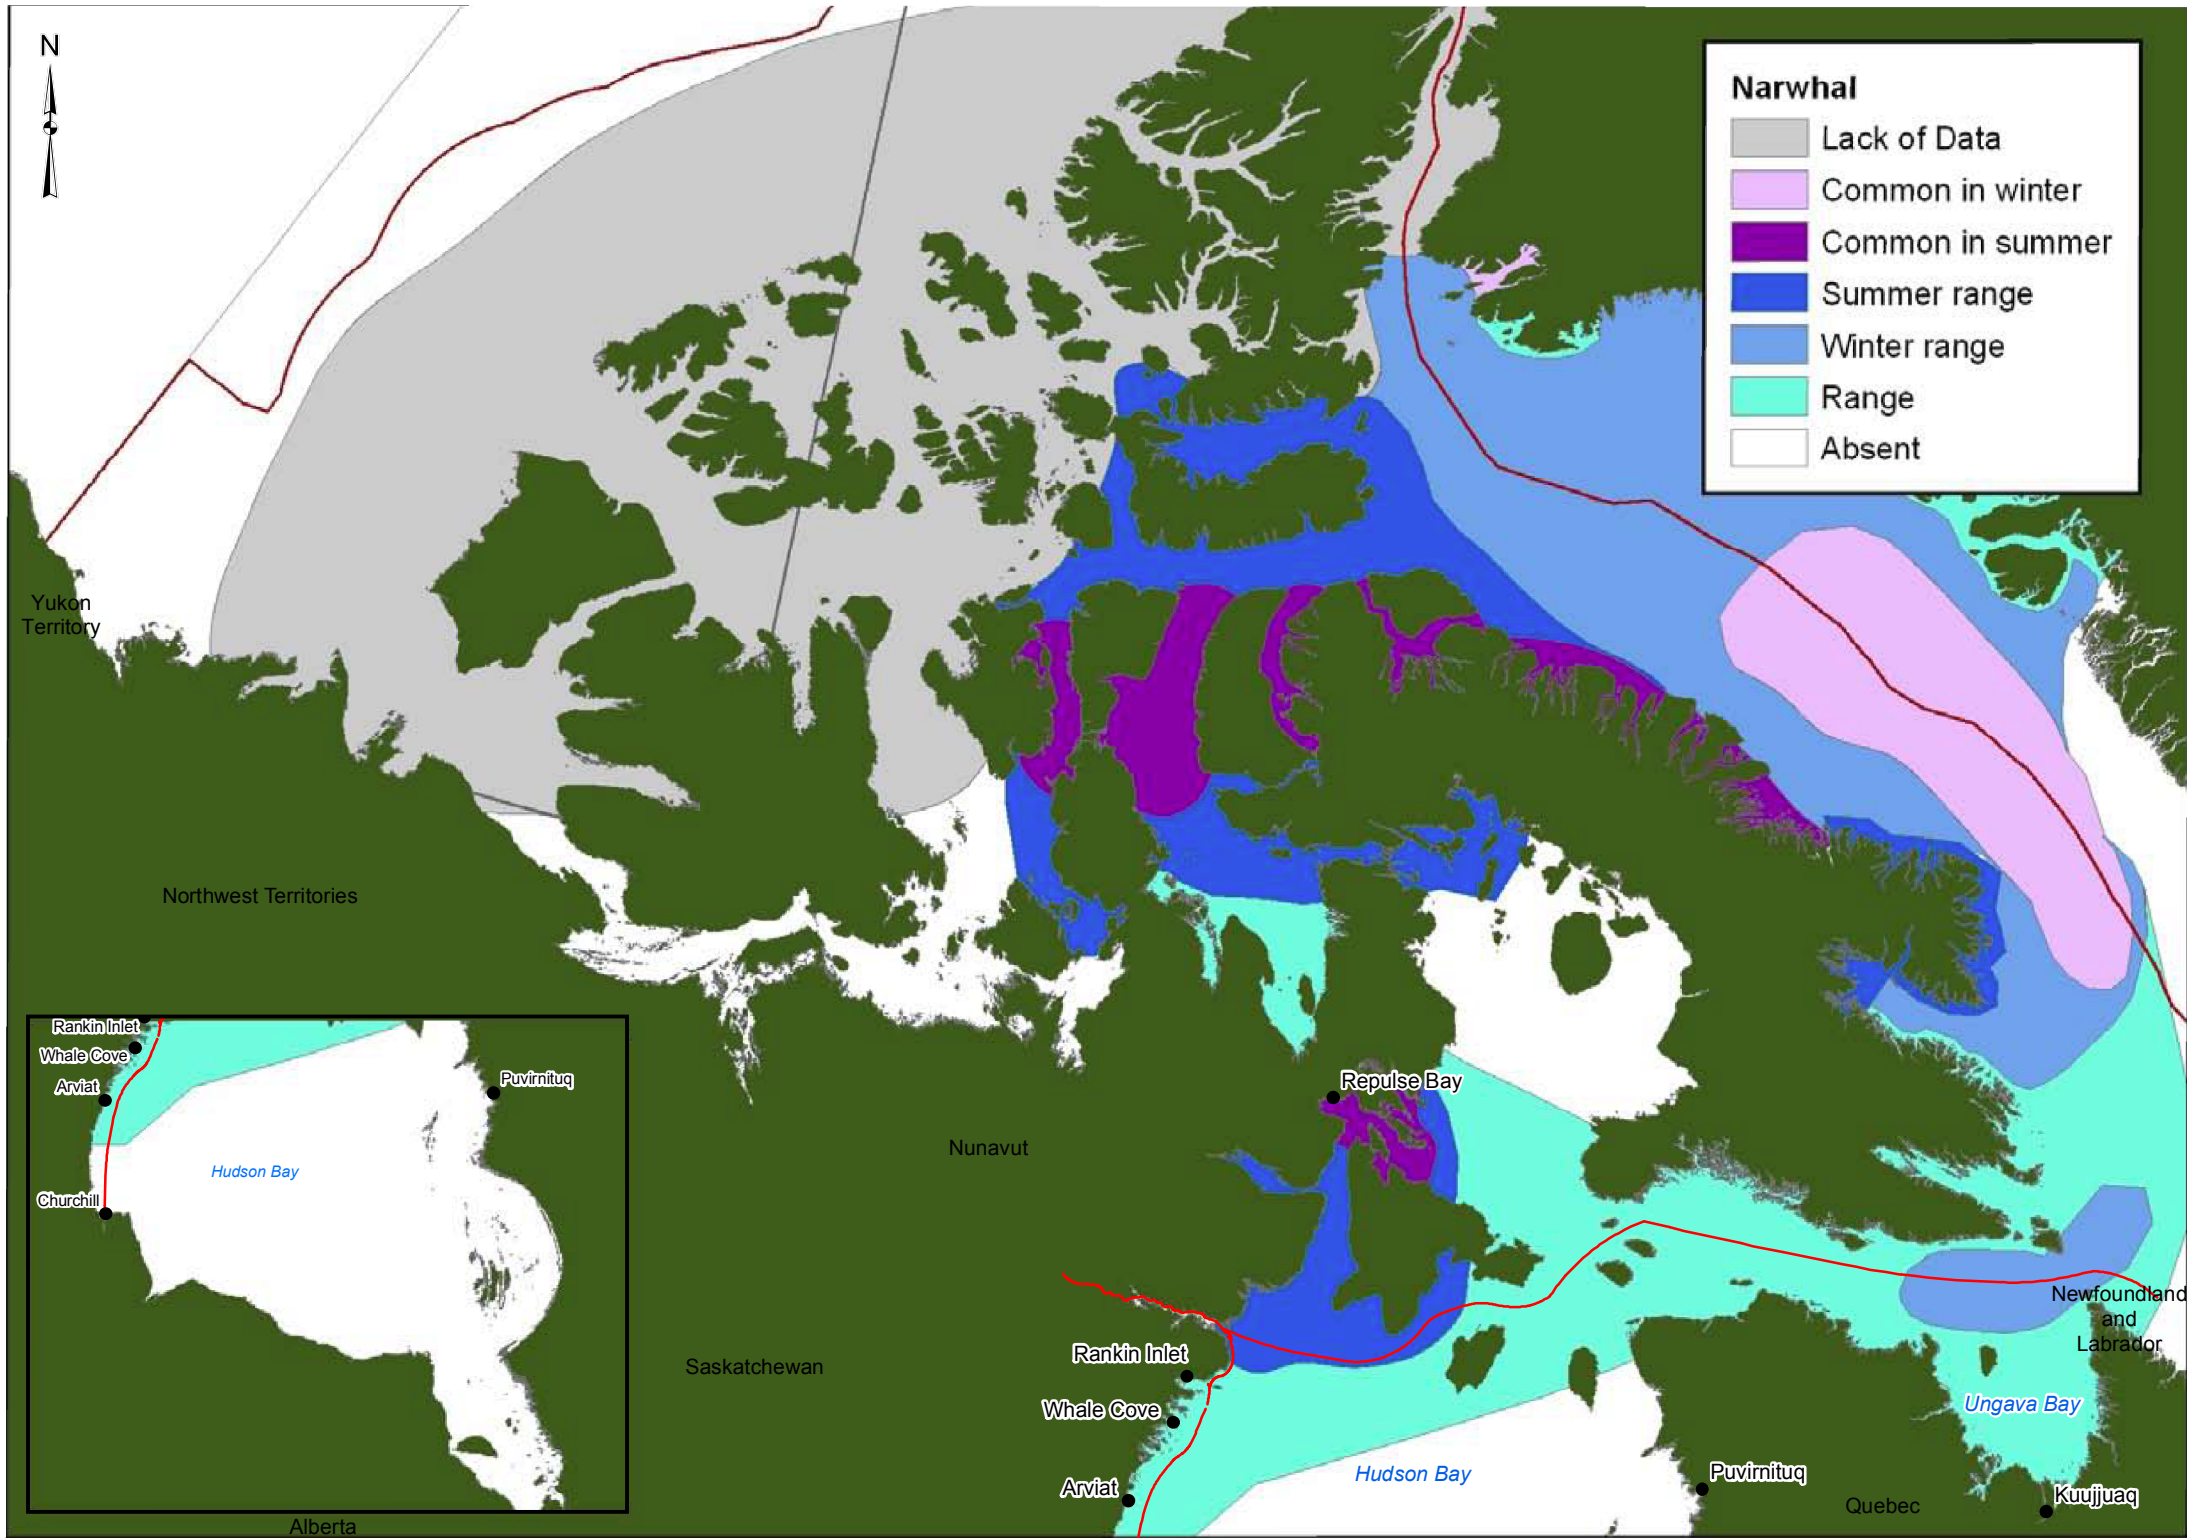 N
Narwhal
Lack of Data
Common in winter
Common in summer
Summer range
Winter range
Range
Absent
Yukon
Territory
Northwest Territories
Rankin Inlet
Whale Cove
Arviat
Puvirnituq
Hudson Bay
Churchill
Repulse Bay
Nunavut
Newfoundland
and
Labrador
Rankin Inlet
Saskatchewan
Whale Cove
Ungava Bay
Hudson Bay
Puvirnituq
Arviat
Kuujjuaq
Quebec
Alberta